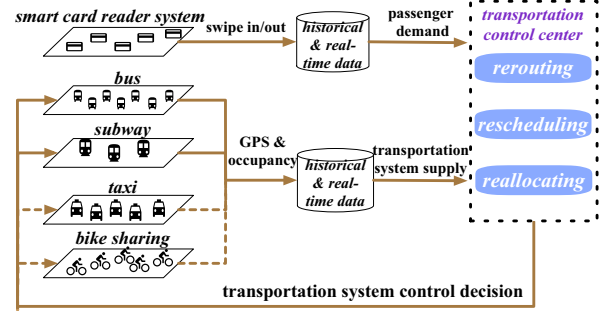 smart card reader system
swipe in/out
historical
& real-
time data
passenger
demand
transportation
control center
rerouting
rescheduling
reallocating
bus
subway
taxi
bike sharing
GPS &
occupancy
historical
& real-
time data
transportation
system supply
transportation system control decision